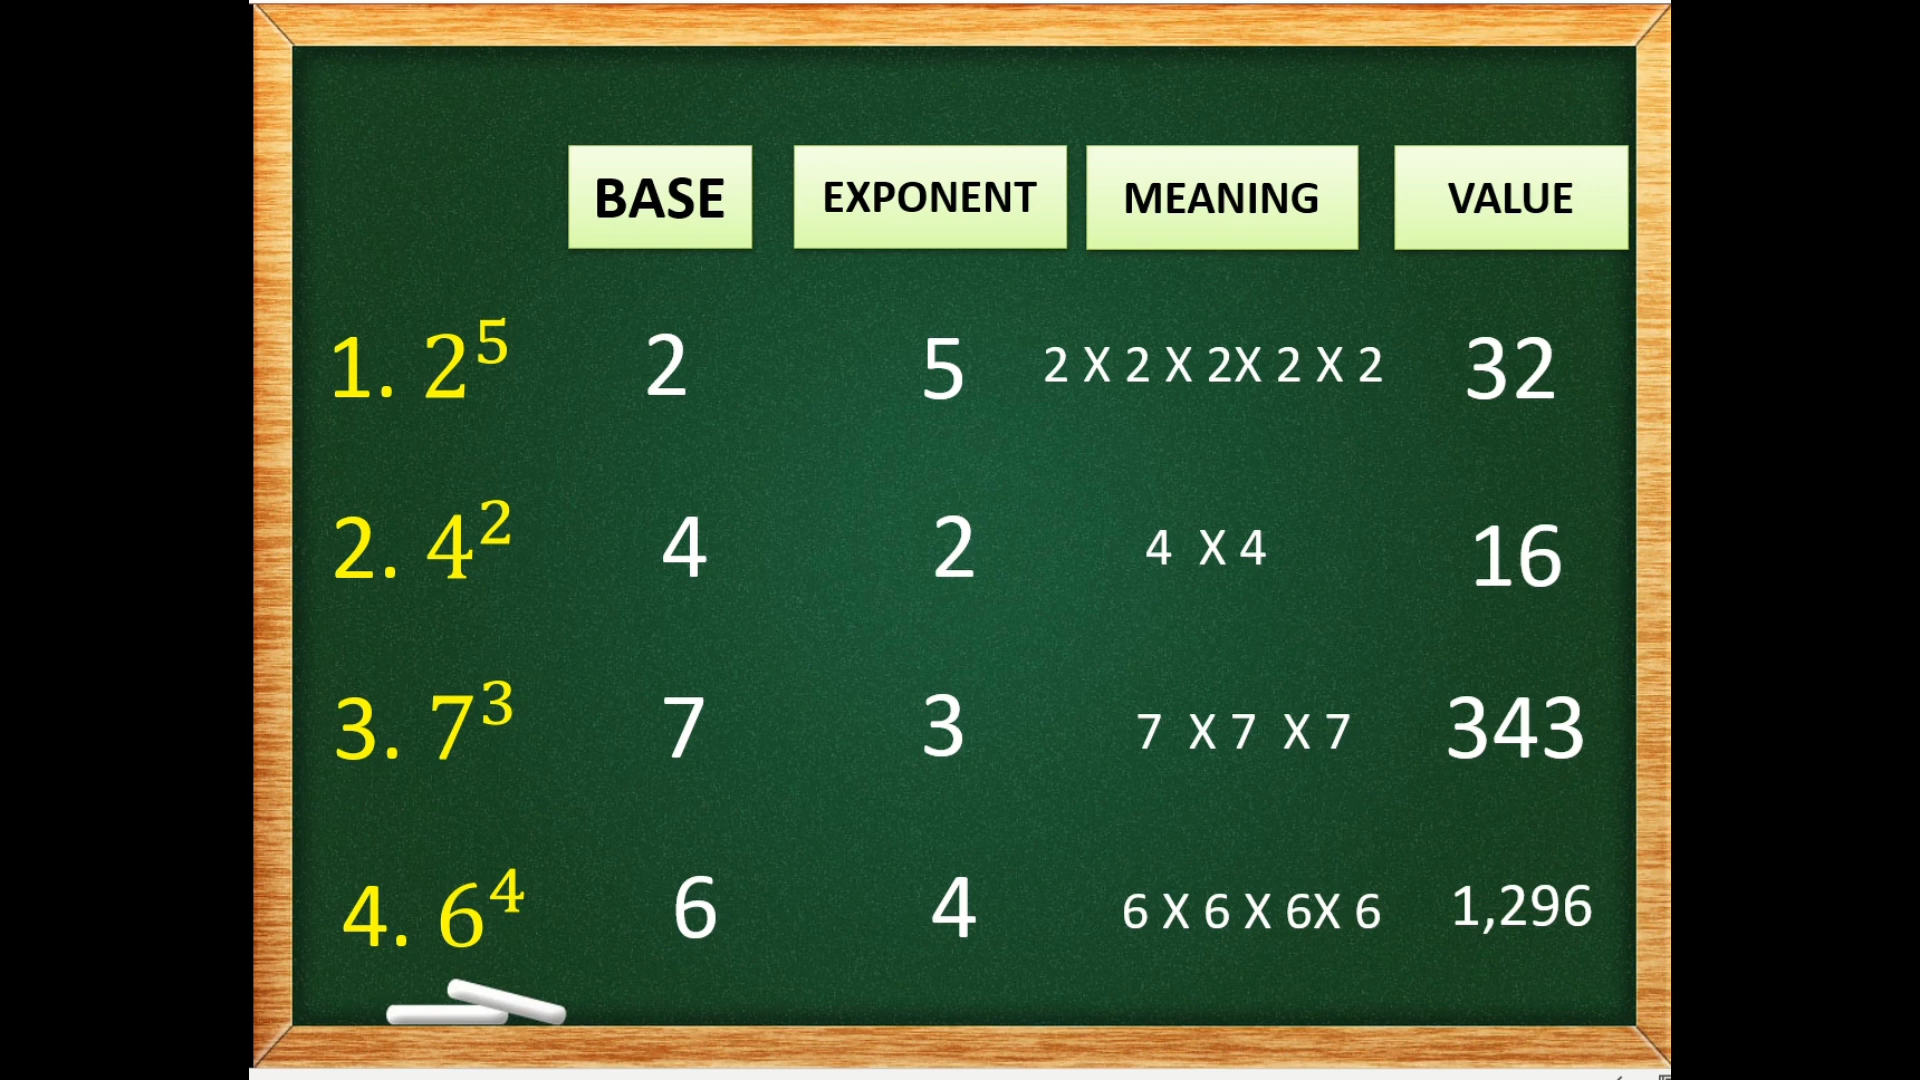 BASE EXPONENT MEANING VALUE
1. 2⁵ 2 5 2 X 2 X 2X 2 X 2 32
2. 4² 4 2 4 X 4 16
3. 7³ 7 3 7 X 7 X 7 343
4. 6⁴ 6 4 6 X 6 X 6X 6 1,296